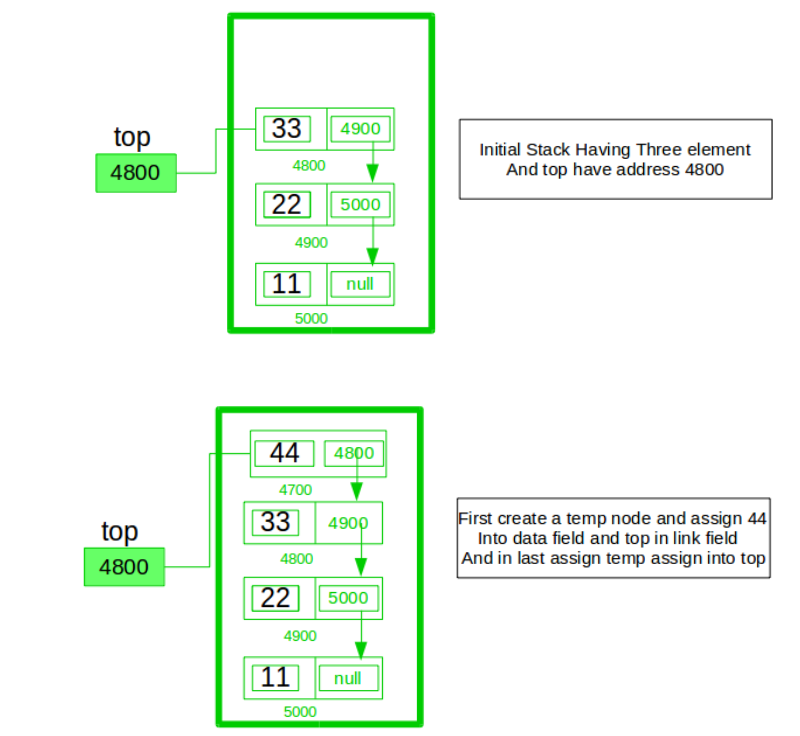 top
4800
33 4900
4800
22 5000
4900
11 null
5000
Initial Stack Having Three element
And top have address 4800
top
4800
44 4800
4700
33 4900
4800
22 5000
4900
11 null
5000
First create a temp node and assign 44
Into data field and top in link field
And in last assign temp assign into top